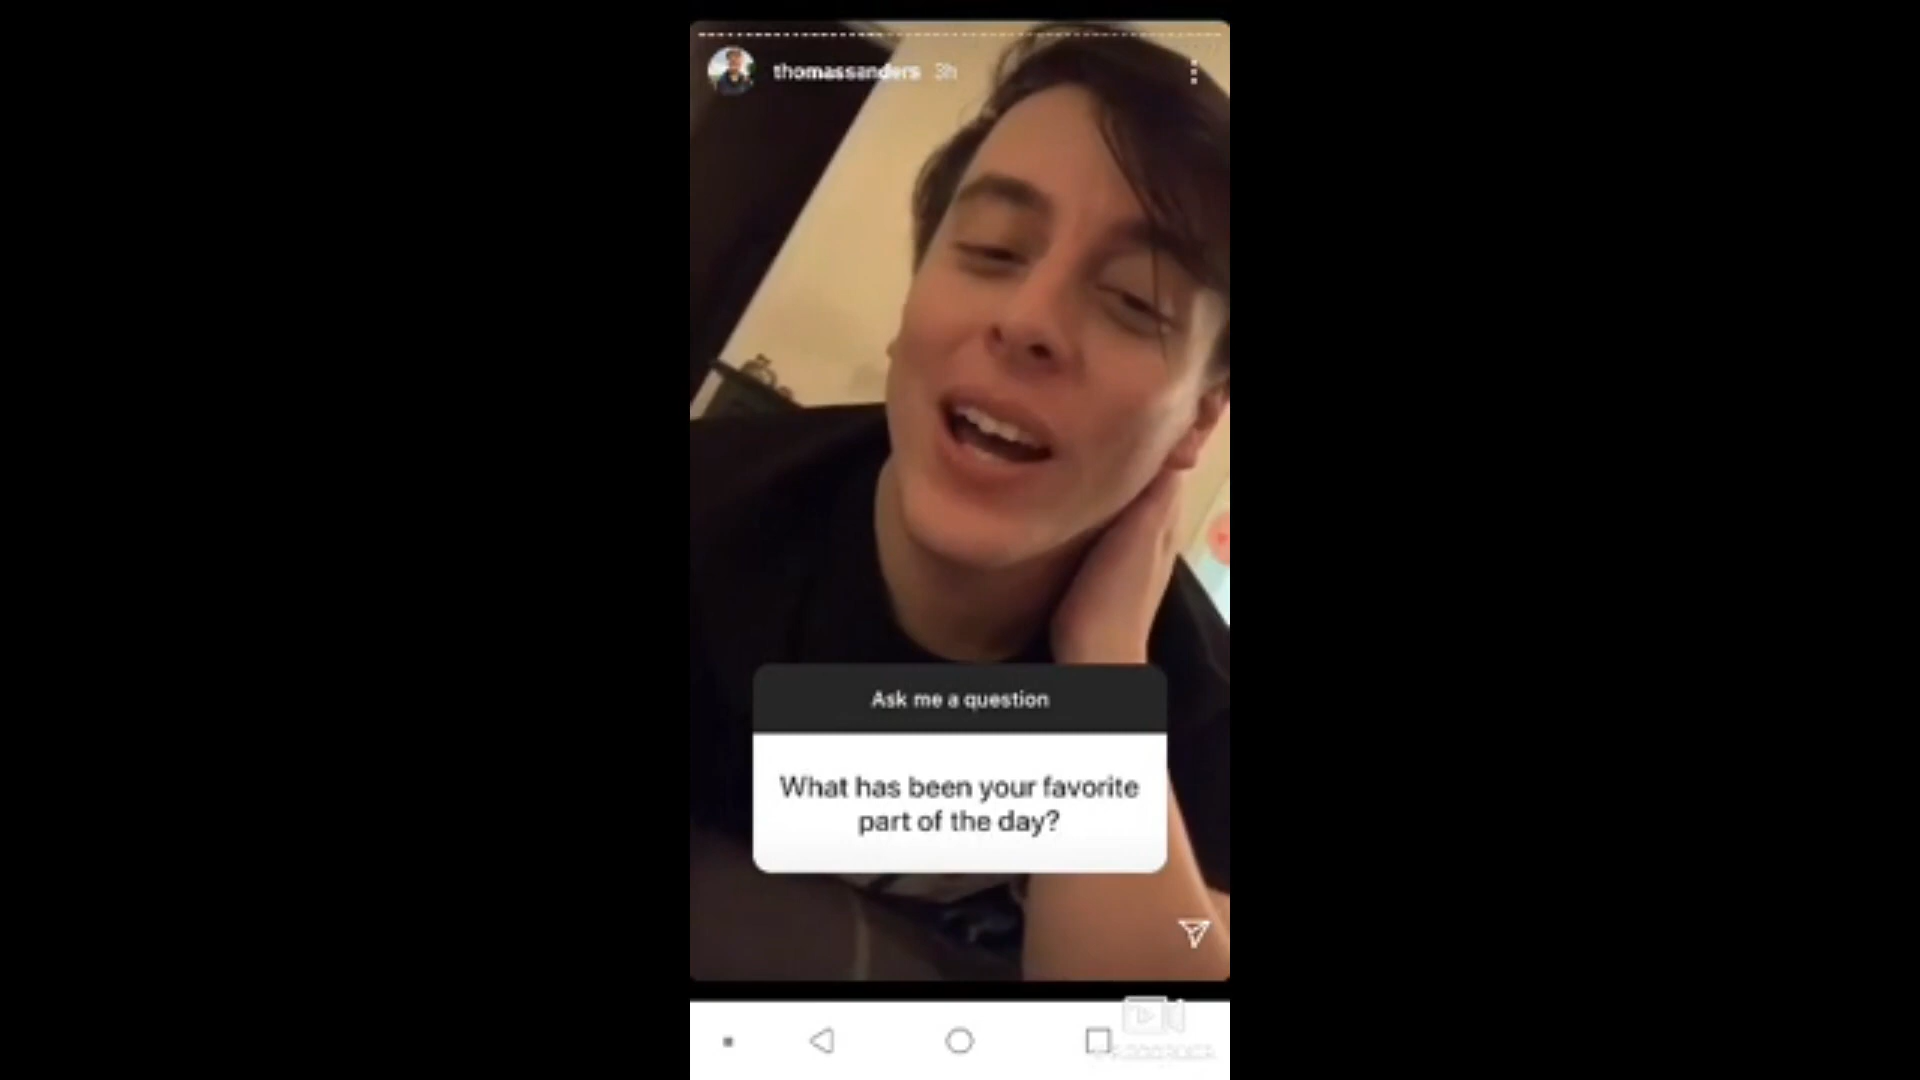 thomassanders 3h
Ask me a question
What has been your favorite
part of the day?